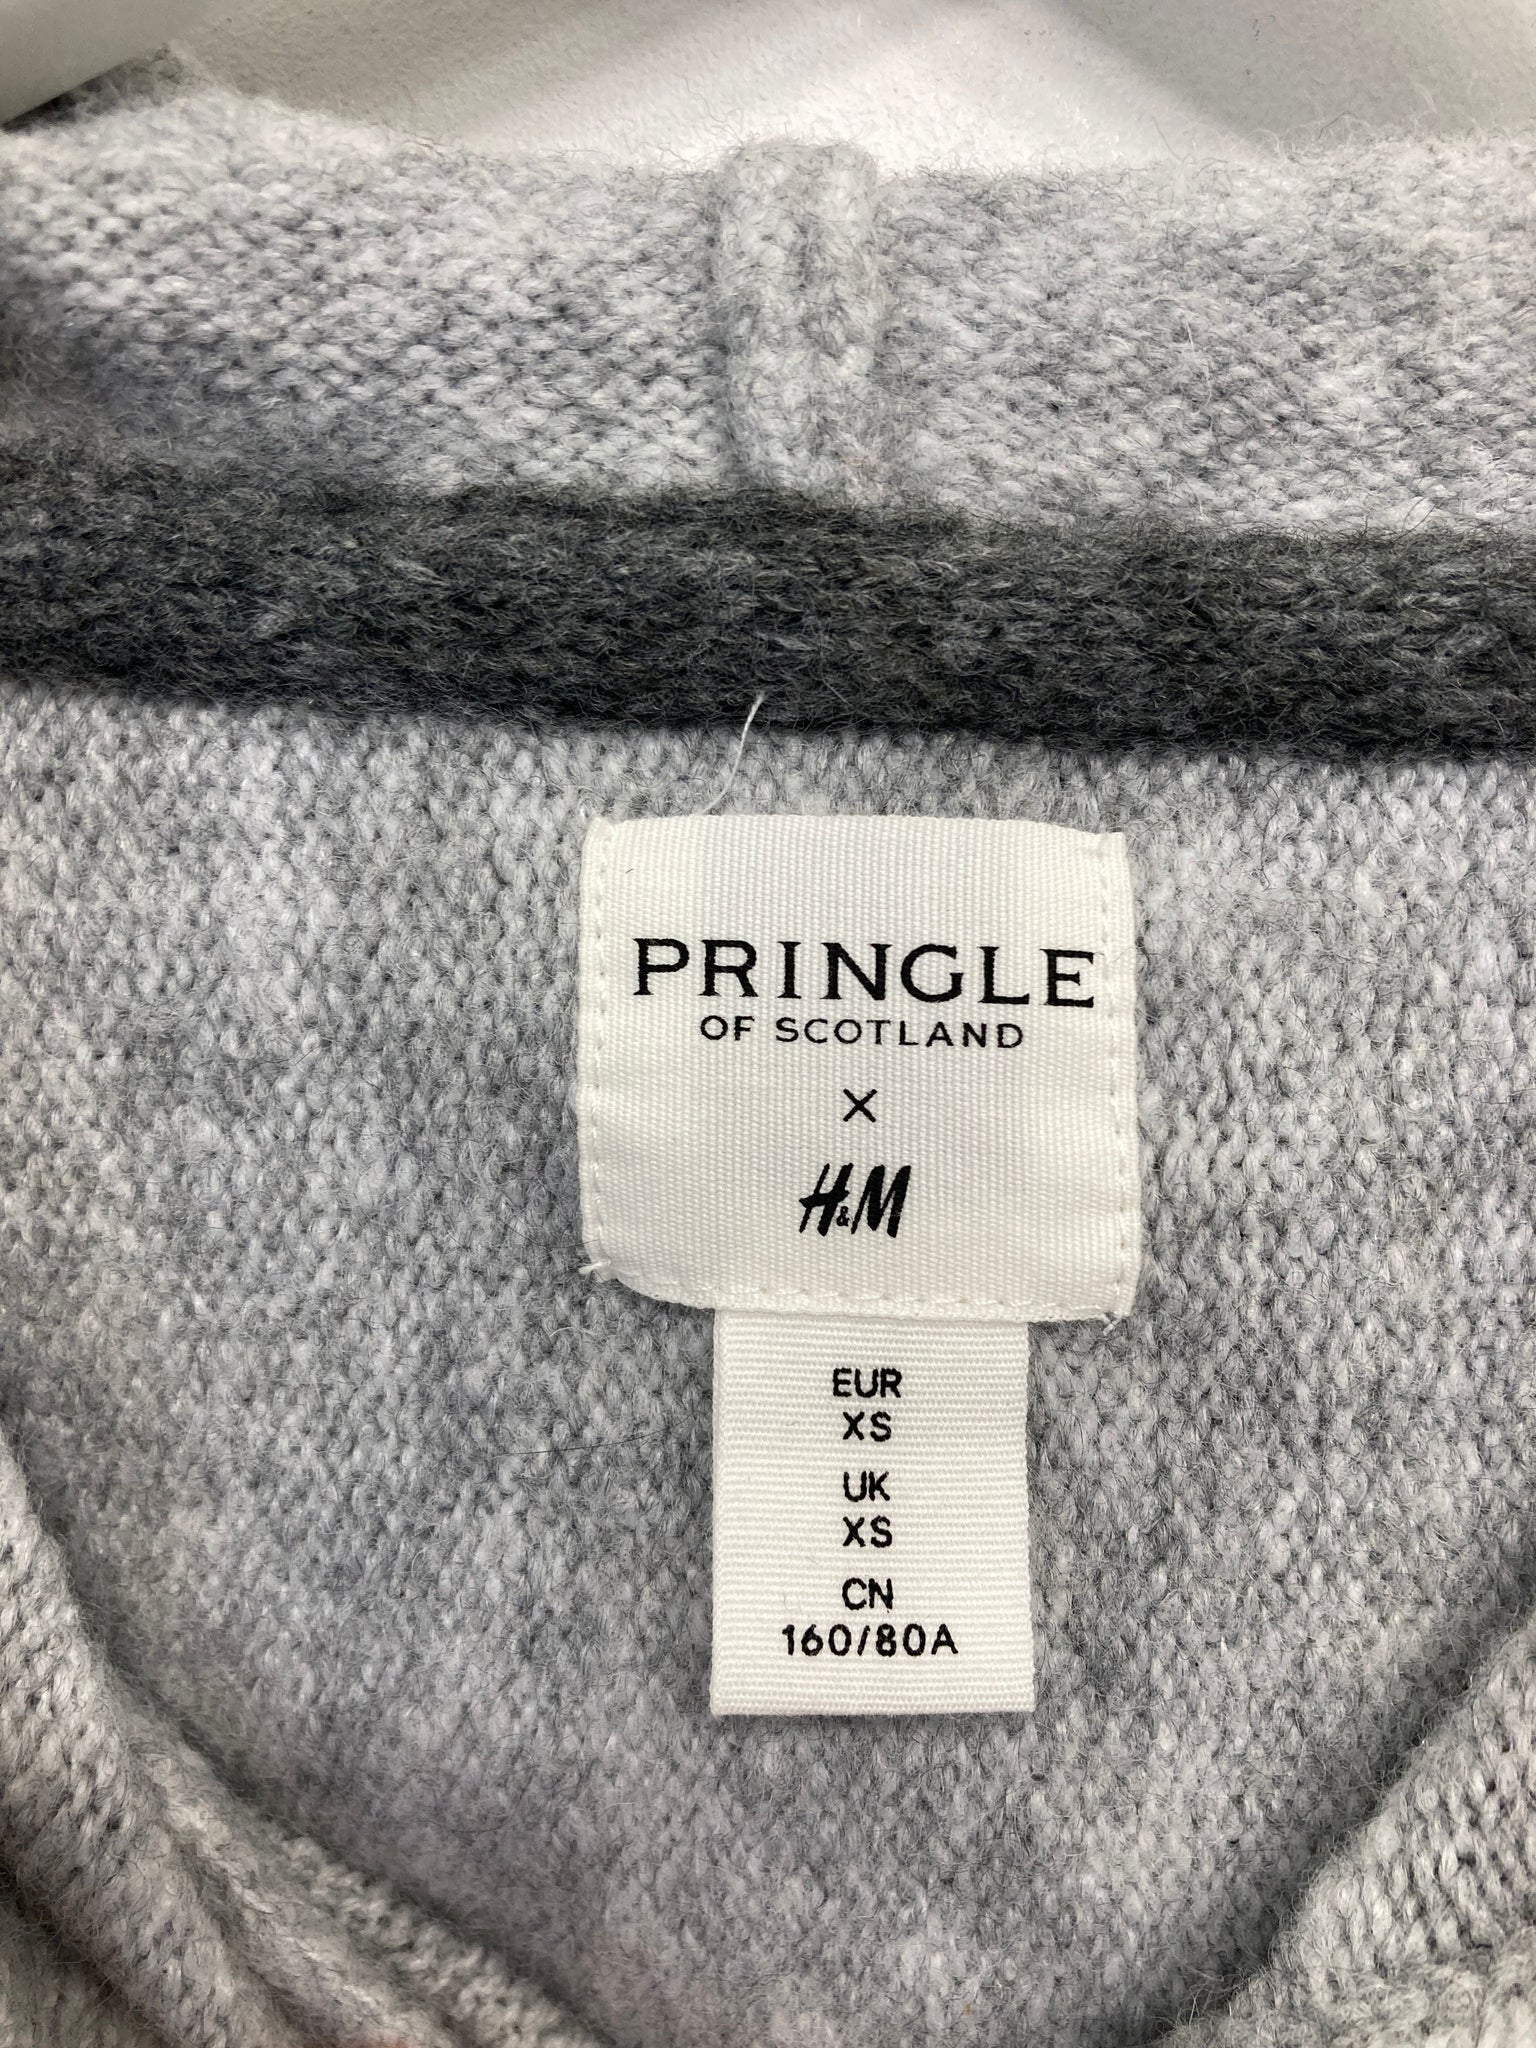 PRINGLE
OF SCOTLAND
X
H&M
EUR
XS
UK
XS
CN
160/80A